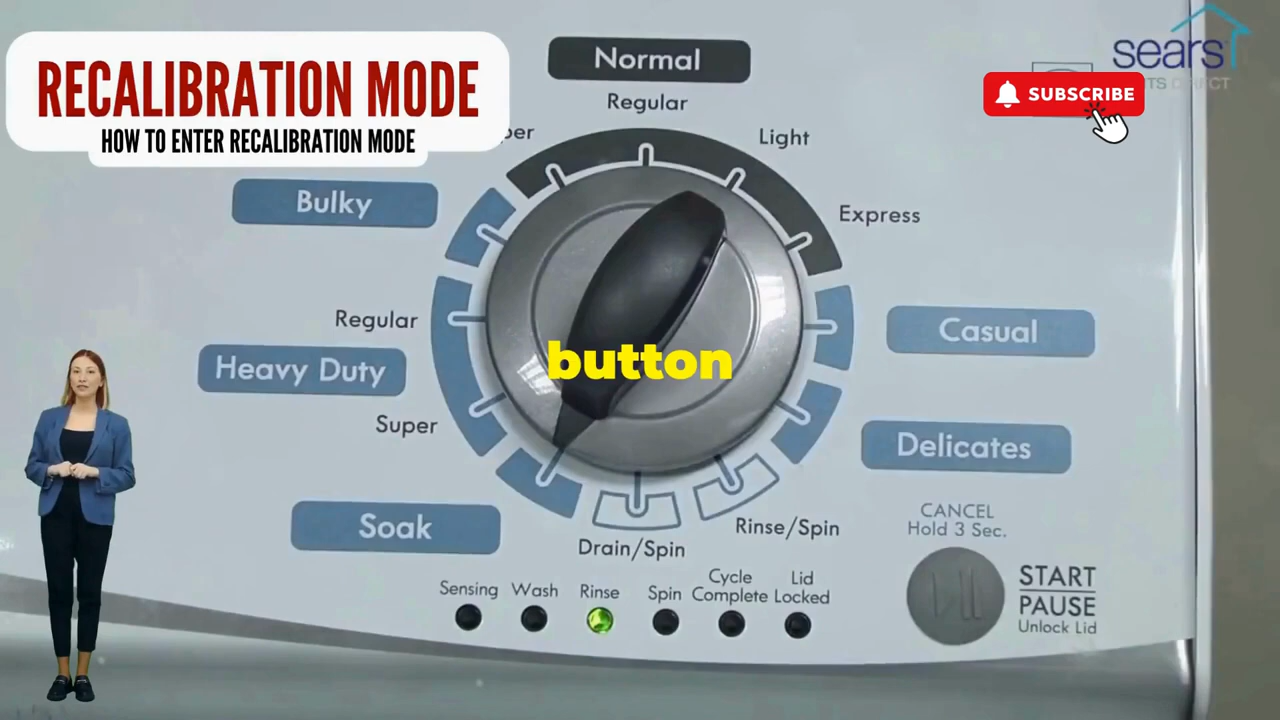 RECALIBRATION MODE
HOW TO ENTER RECALIBRATION MODE
sears
DIRECT
SUBSCRIBE
Normal
Regular
Light
Express
Bulky
Regular
Heavy Duty
Super
Casual
Delicates
button
Soak
Drain/Spin
Rinse/Spin
CANCEL
Hold 3 Sec.
Sensing
Wash
Rinse
Spin
Cycle
Complete
Lid
Locked
START
PAUSE
Unlock Lid